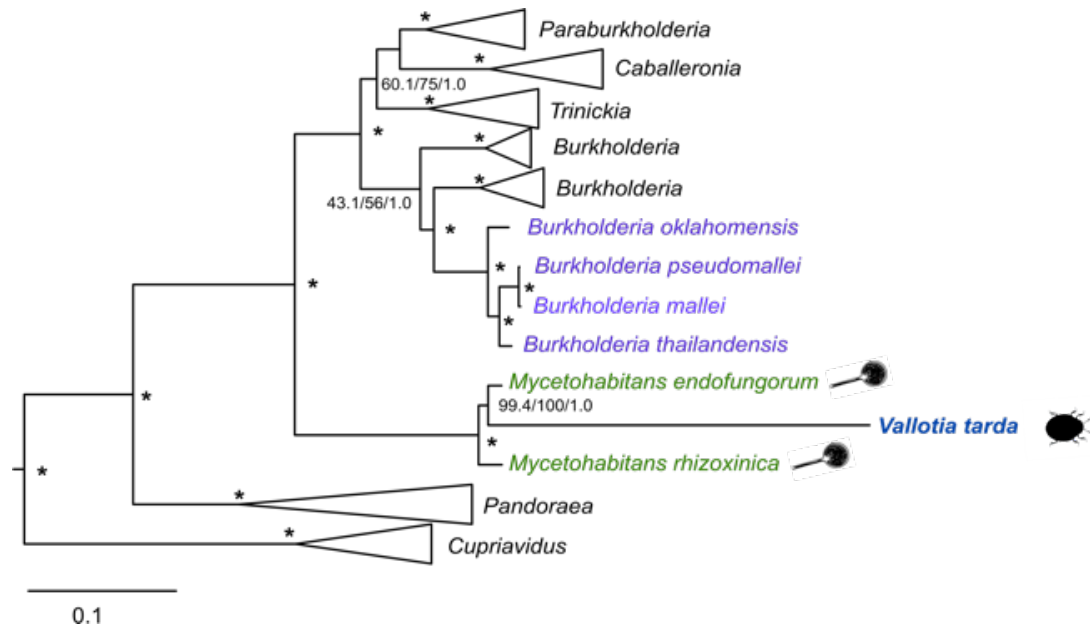 *
Paraburkholderia
*
Caballeronia
60.1/75/1.0
*
Trinickia
*
*
Burkholderia
*
Burkholderia
43.1/56/1.0
*
Burkholderia oklahomensis
*
Burkholderia pseudomallei
*
Burkholderia mallei
*
Burkholderia thailandensis
*
Mycetohabitans endofungorum
99.4/100/1.0
Vallotia tarda
*
*
Mycetohabitans rhizoxinica
*
*
Pandoraea
*
Cupriavidus
0.1